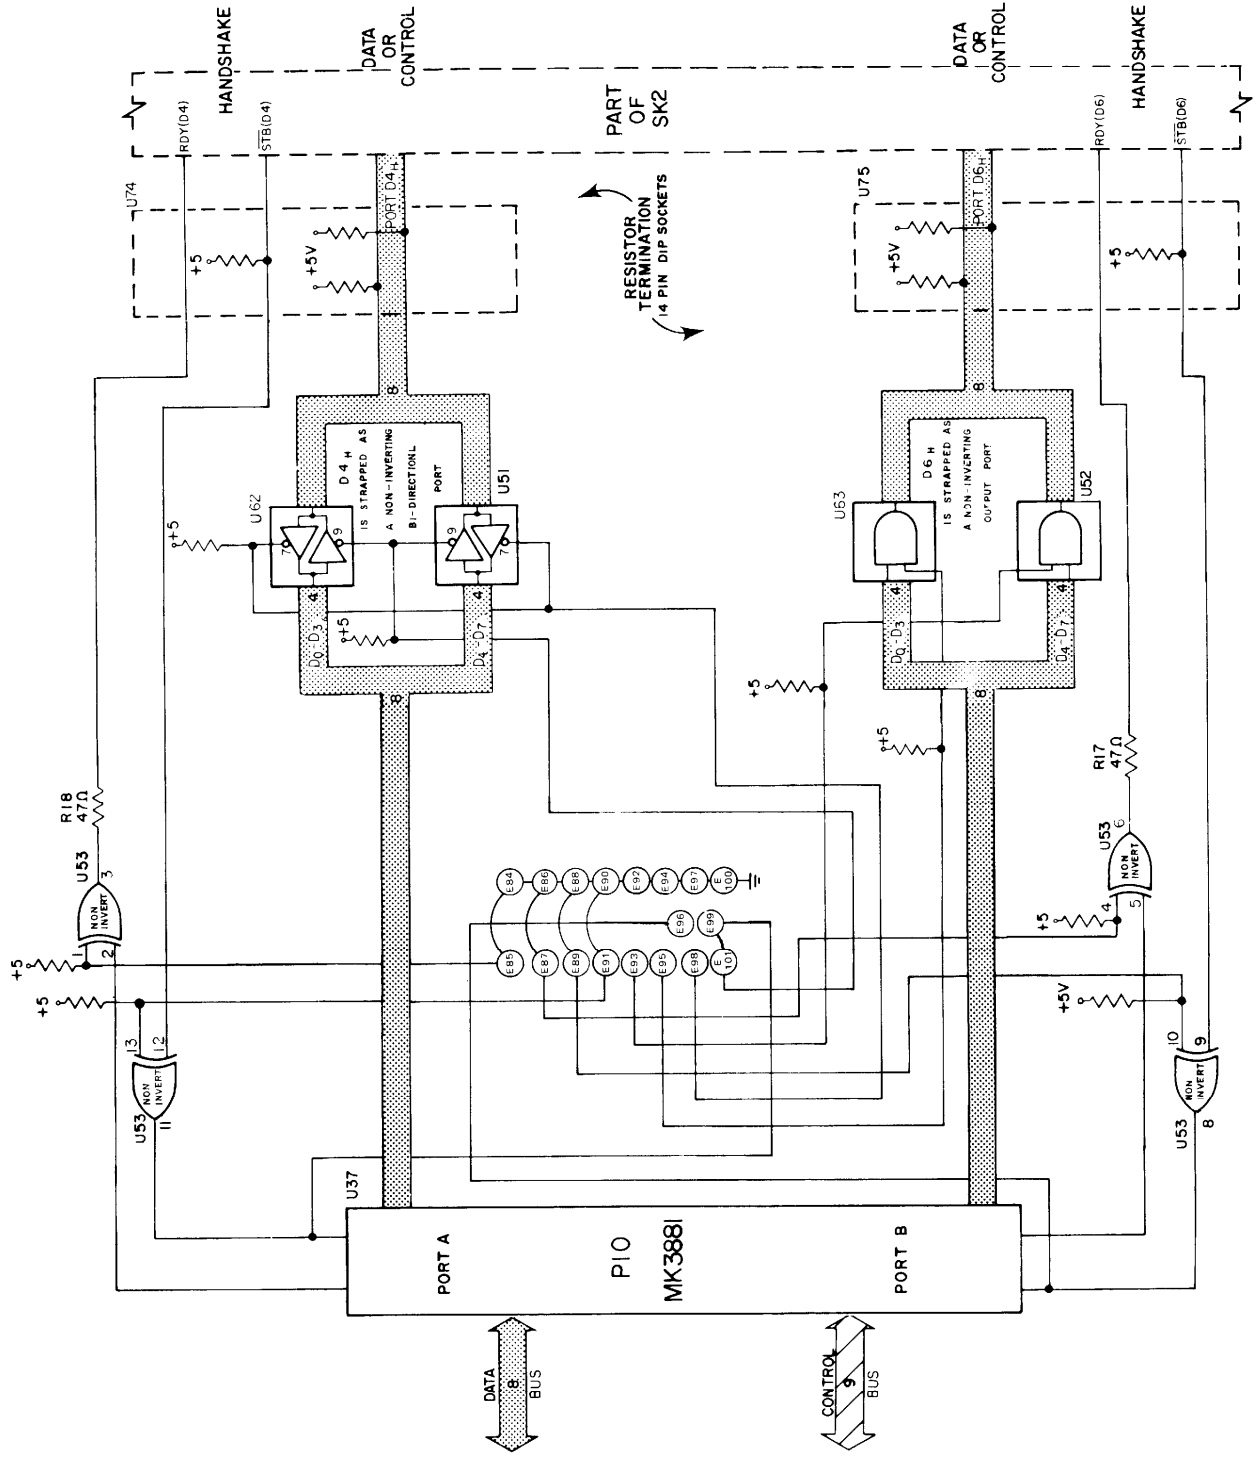 HANDSHAKE
DATA
OR
CONTROL
DATA
OR
CONTROL
HANDSHAKE
RDY(D4)
STB(D4)
PART
OF
SK2
RDY(D6)
STB(D6)
U74
+5
+5V
PORT D4H
RESISTOR
TERMINATION
14 PIN DIP SOCKETS
U75
+5V
PORT D6H
+5
8
D4H
IS STRAPPED AS
A NON-INVERTING
BI-DIRECTIONL
PORT
8
D6H
IS STRAPPED AS
A NON-INVERTING
OUTPUT PORT
+5
U62
7
9
4
U51
9
7
4
U63
4
U52
4
+5
D0-D3
D4-D7
8
D0-D3
D4-D7
8
+5
+5
R18
47Ω
R17
47Ω
U53
3
NON
INVERT
1
2
+5
+5
13
12
NON
INVERT
U53
11
E84
E86
E88
E90
E92
E94
E97
E
100
E96
E99
E85
E87
E89
E91
E93
E95
E98
E
101
U53
6
NON
INVERT
4
5
+5
+5V
10
9
NON
INVERT
U53
8
U37
PORT A
PIO
MK3881
PORT B
DATA
8
BUS
CONTROL
9
BUS